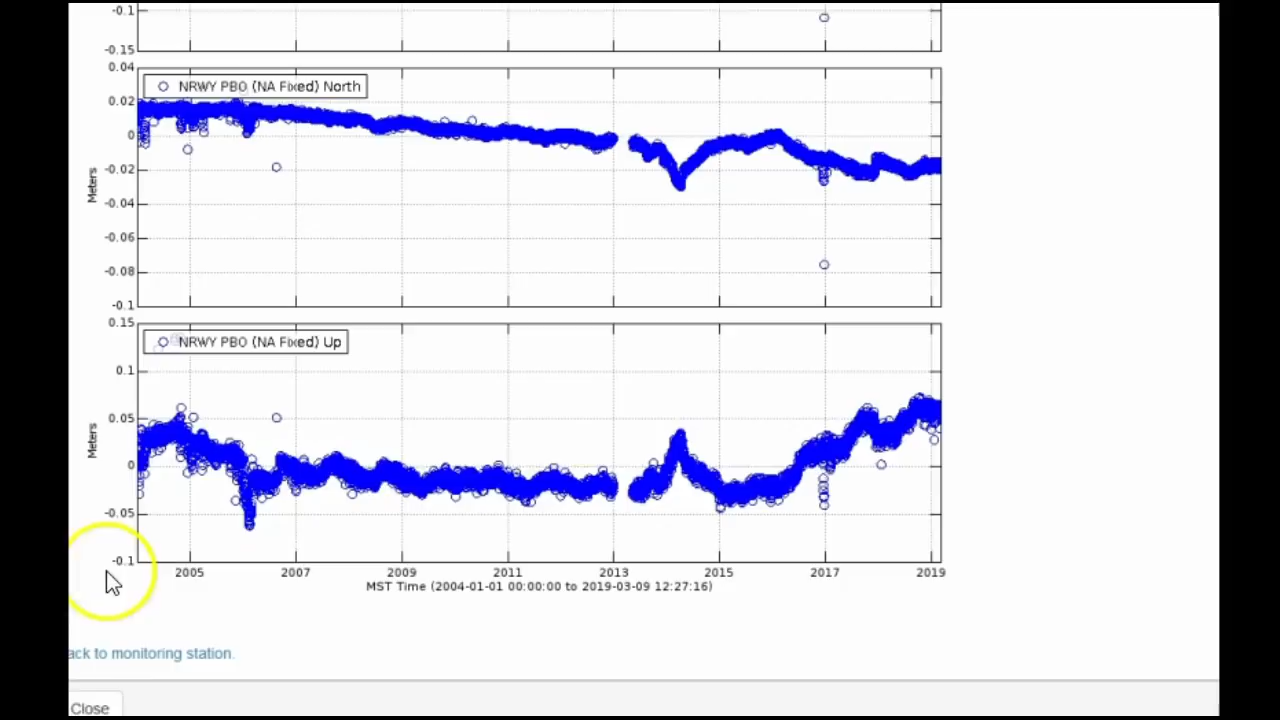 -0.1
-0.15
0.04
NRWY PBO (NA Fixed) North
0.02
0
-0.02
Meters
-0.04
-0.06
-0.08
-0.1
0.15
NRWY PBO (NA Fixed) Up
0.1
0.05
Meters
0
-0.05
-0.1
2005 2007 2009 2011 2013 2015 2017 2019
MST Time (2004-01-01 00:00:00 to 2019-03-09 12:27:16)
ack to monitoring station.
Close